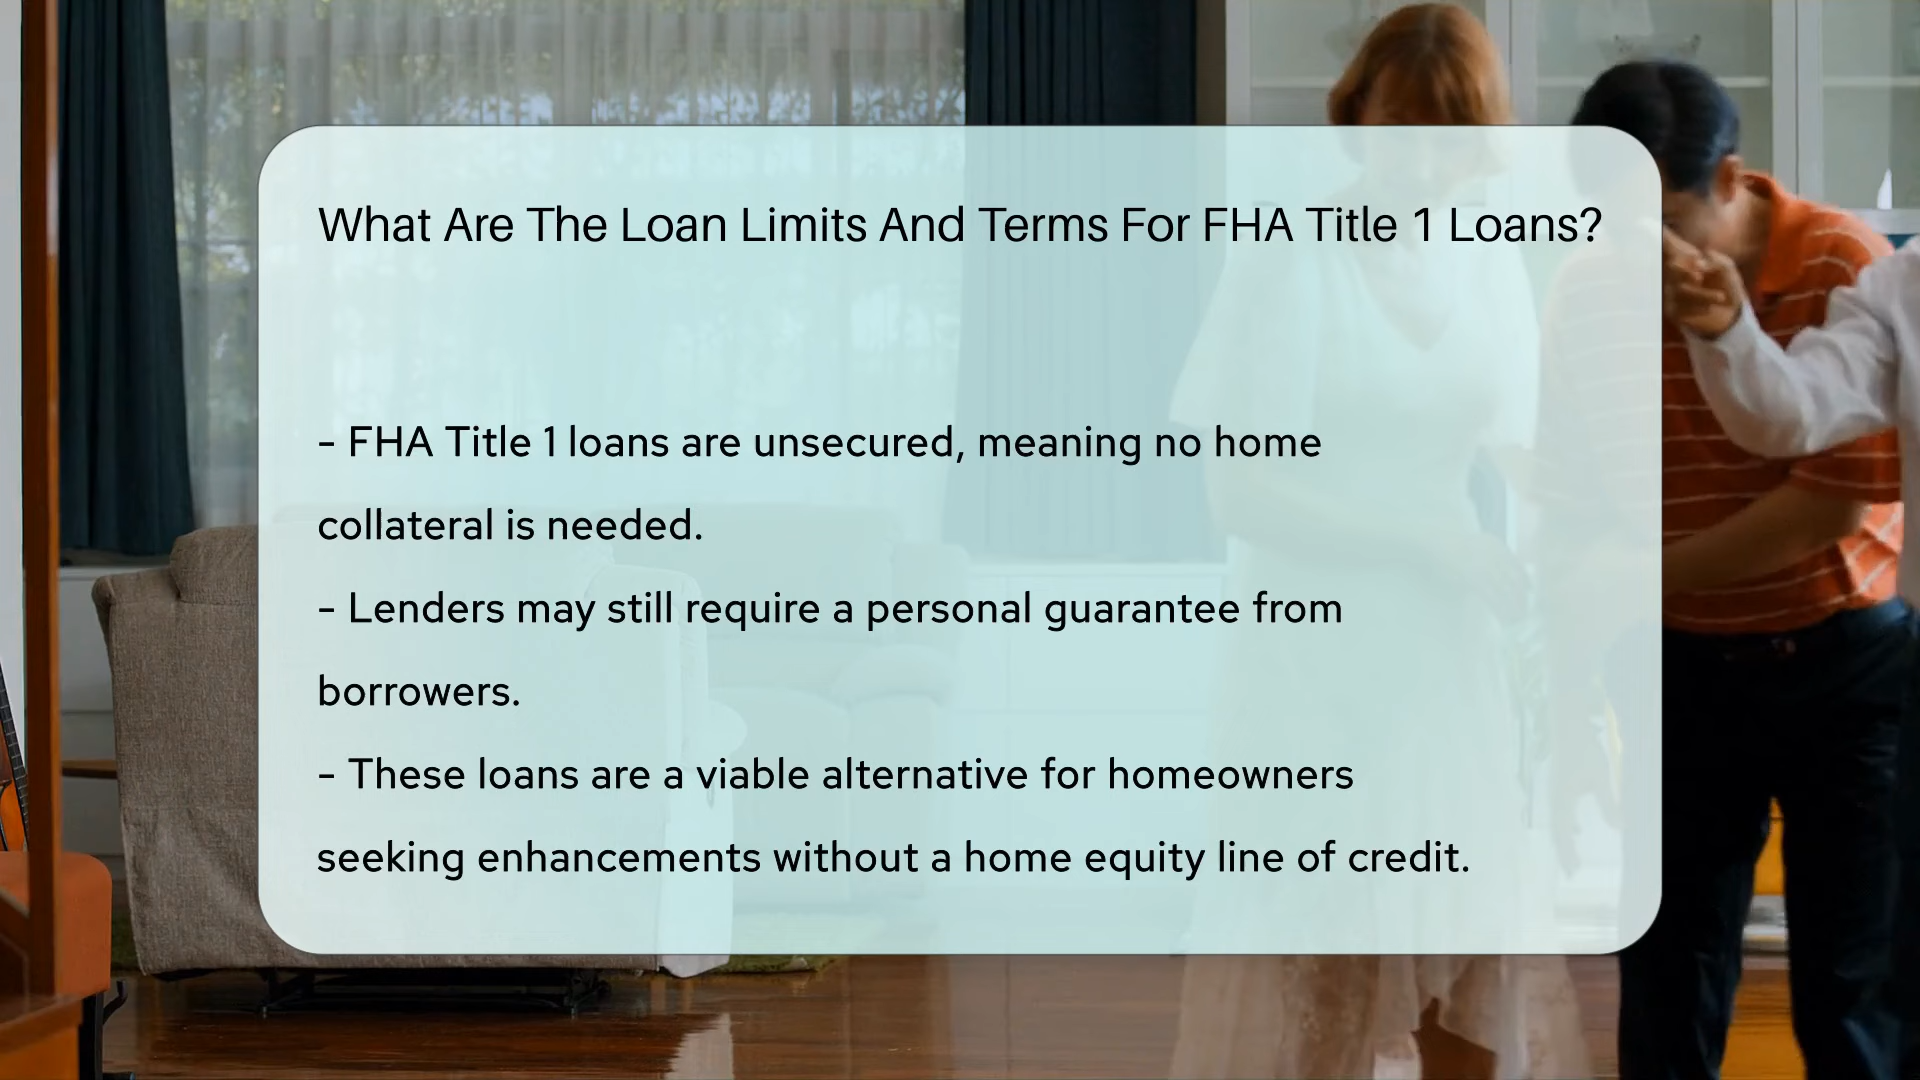 What Are The Loan Limits And Terms For FHA Title 1 Loans?
- FHA Title 1 loans are unsecured, meaning no home
collateral is needed.
- Lenders may still require a personal guarantee from
borrowers.
- These loans are a viable alternative for homeowners
seeking enhancements without a home equity line of credit.